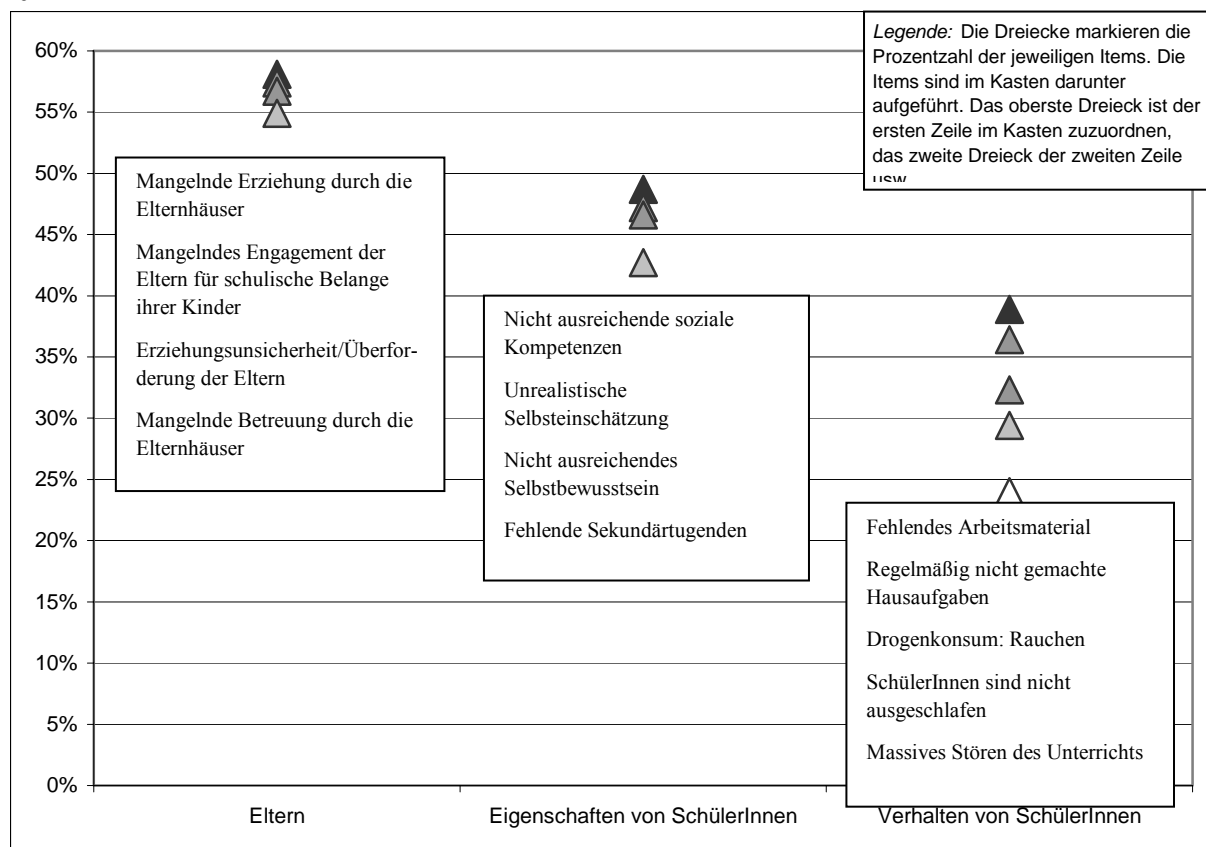 Legende: Die Dreiecke markieren die
Prozentzahl der jeweiligen Items. Die
Items sind im Kasten darunter
aufgeführt. Das oberste Dreieck ist der
ersten Zeile im Kasten zuzuordnen,
das zweite Dreieck der zweiten Zeile
usw
60%
55%
50%
45%
40%
35%
30%
25%
20%
15%
10%
5%
0%
Mangelnde Erziehung durch die
Elternhäuser
Mangelndes Engagement der
Eltern für schulische Belange
ihrer Kinder
Erziehungsunsicherheit/Überfor-
derung der Eltern
Mangelnde Betreuung durch die
Elternhäuser
Nicht ausreichende soziale
Kompetenzen
Unrealistische
Selbsteinschätzung
Nicht ausreichendes
Selbstbewusstsein
Fehlende Sekundärtugenden
Fehlendes Arbeitsmaterial
Regelmäßig nicht gemachte
Hausaufgaben
Drogenkonsum: Rauchen
SchülerInnen sind nicht
ausgeschlafen
Massives Stören des Unterrichts
Eltern
Eigenschaften von SchülerInnen
Verhalten von SchülerInnen